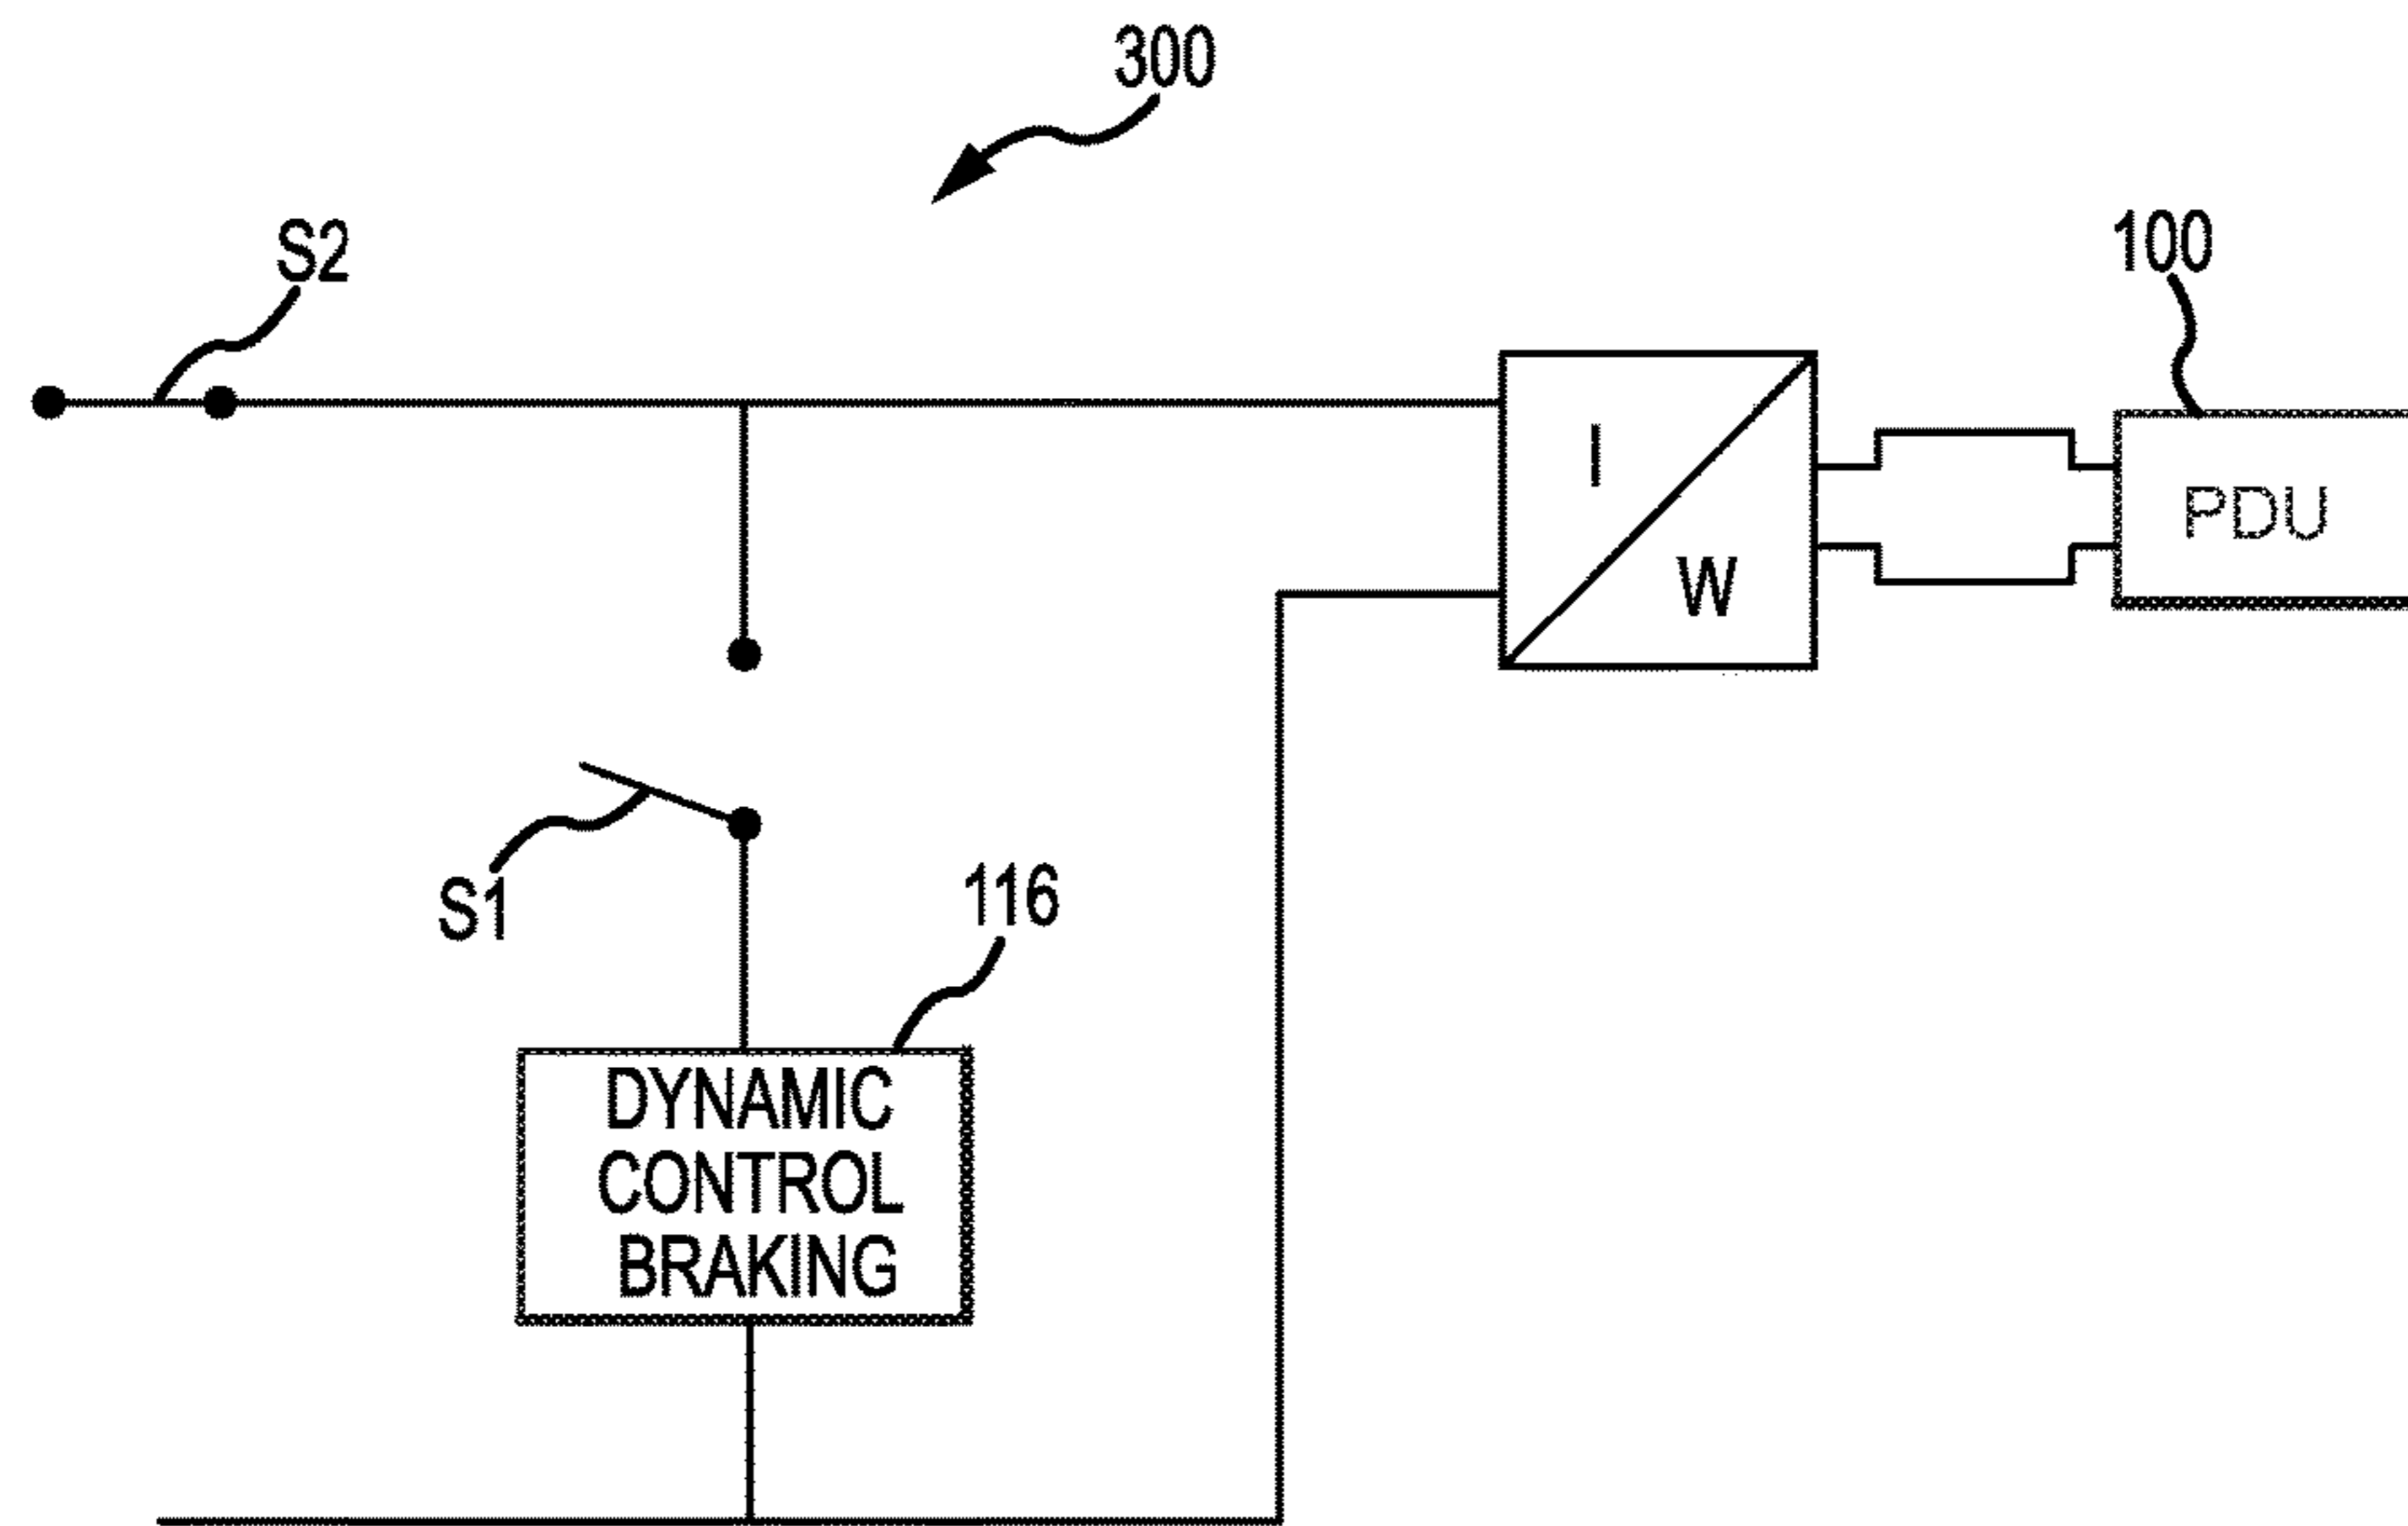 300
S2
100
I
W
PDU
S1
116
DYNAMIC
CONTROL
BRAKING